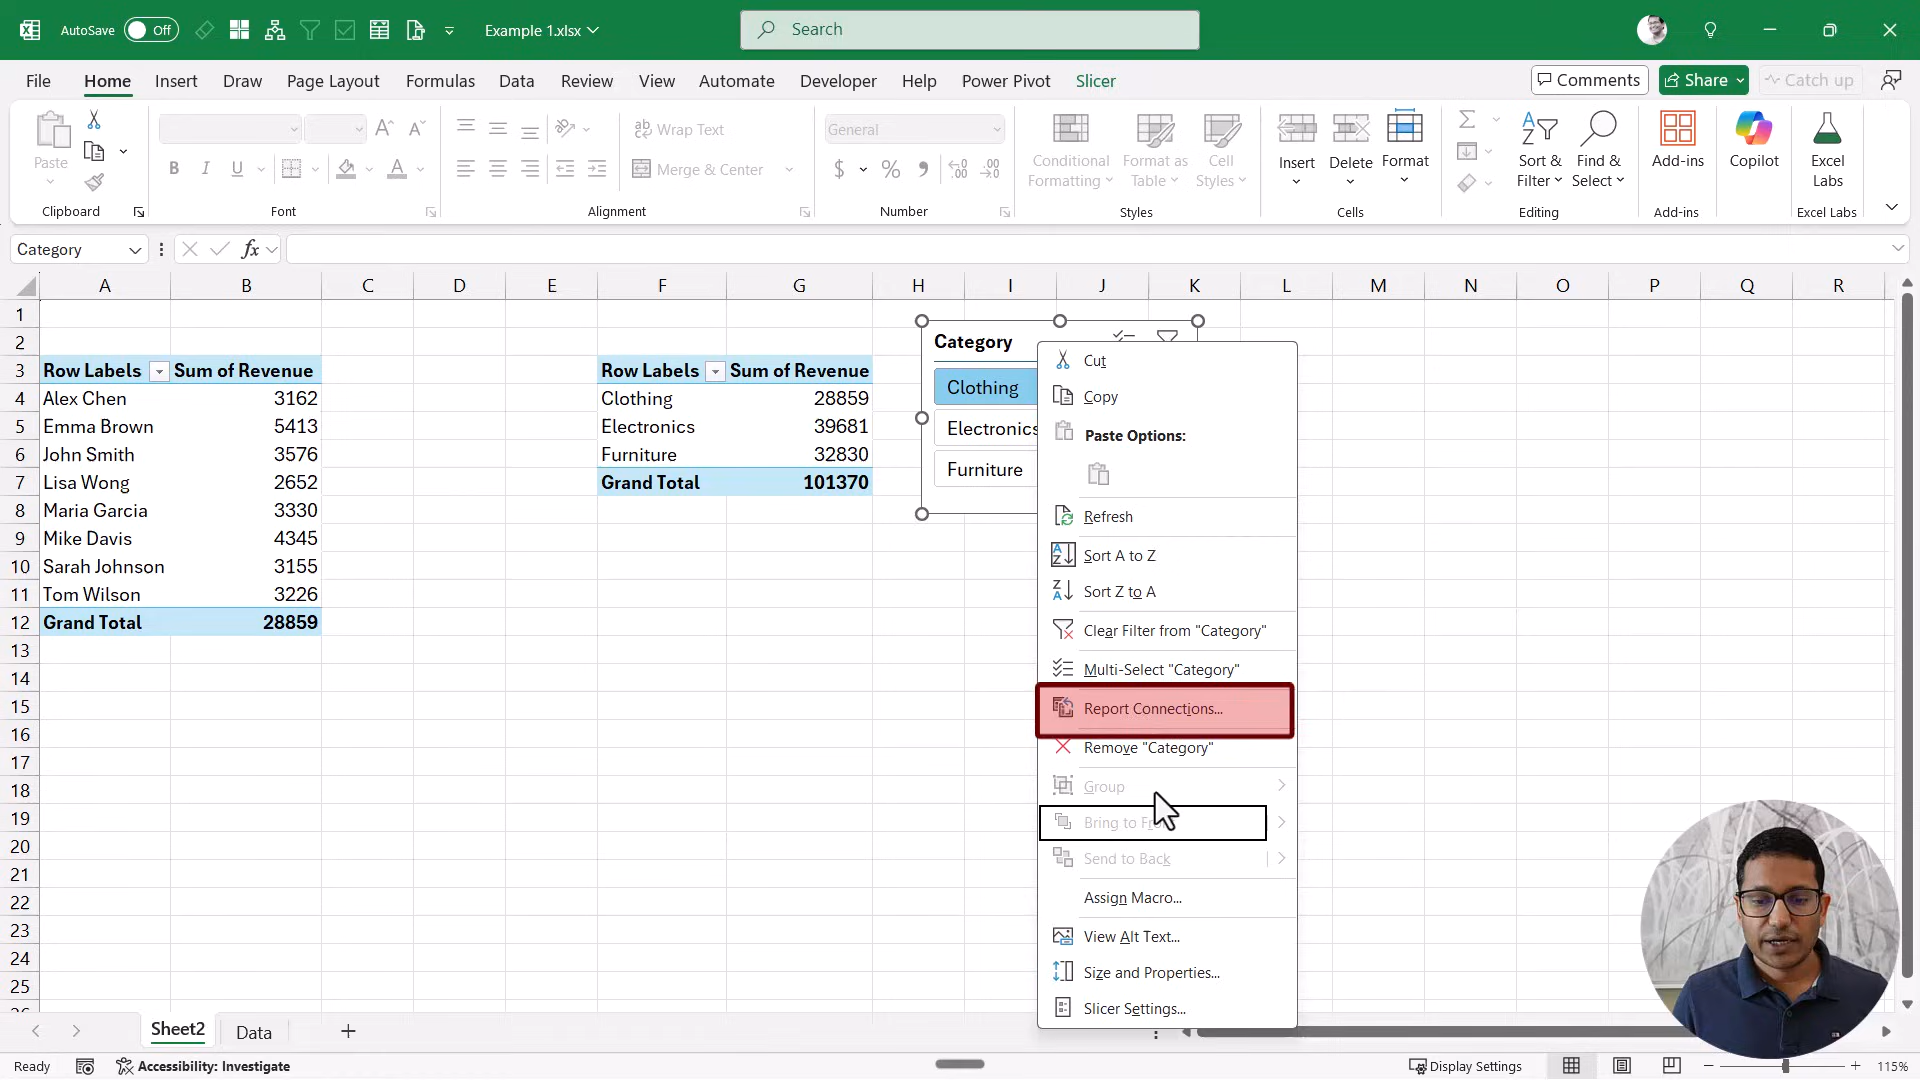 AutoSave Off Example 1.xlsx Search
File Home Insert Draw Page Layout Formulas Data Review View Automate Developer Help Power Pivot Slicer Comments Share Catch up
Paste
B I U
Wrap Text
Merge & Center
General
$ % 9
Conditional Formatting
Format as Table
Cell Styles
Insert
Delete
Format
Sort & Filter
Find & Select
Add-ins
Copilot
Excel Labs
Clipboard Font Alignment Number Styles Cells Editing Add-ins Excel Labs
Category fx
A B C D E F G H I J K L M N O P Q R
1
2
3 Row Labels Sum of Revenue Row Labels Sum of Revenue
4 Alex Chen 3162 Clothing 28859
5 Emma Brown 5413 Electronics 39681
6 John Smith 3576 Furniture 32830
7 Lisa Wong 2652 Grand Total 101370
8 Maria Garcia 3330
9 Mike Davis 4345
10 Sarah Johnson 3155
11 Tom Wilson 3226
12 Grand Total 28859
13
14
15
16
17
18
19
20
21
22
23
24
25
Category
Clothing
Electronics
Furniture
Cut
Copy
Paste Options:
Refresh
Sort A to Z
Sort Z to A
Clear Filter from "Category"
Multi-Select "Category"
Report Connections...
Remove "Category"
Group
Bring to
Send to Back
Assign Macro...
View Alt Text...
Size and Properties...
Slicer Settings...
Sheet2 Data
Ready Accessibility: Investigate Display Settings 115%